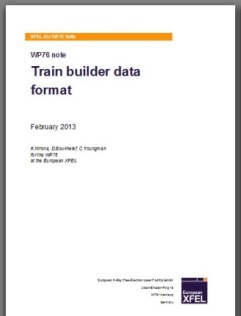 XFEL.EU WP76 Note
WP76 note
Train builder data
format
February 2013
K.Wrona, D.Boukhelef, C.Youngman
for the WP76
at the European XFEL
European X-Ray Free-Electron Laser Facility GmbH
Albert-Einstein-Ring 19
22761 Hamburg
Germany
European
XFEL